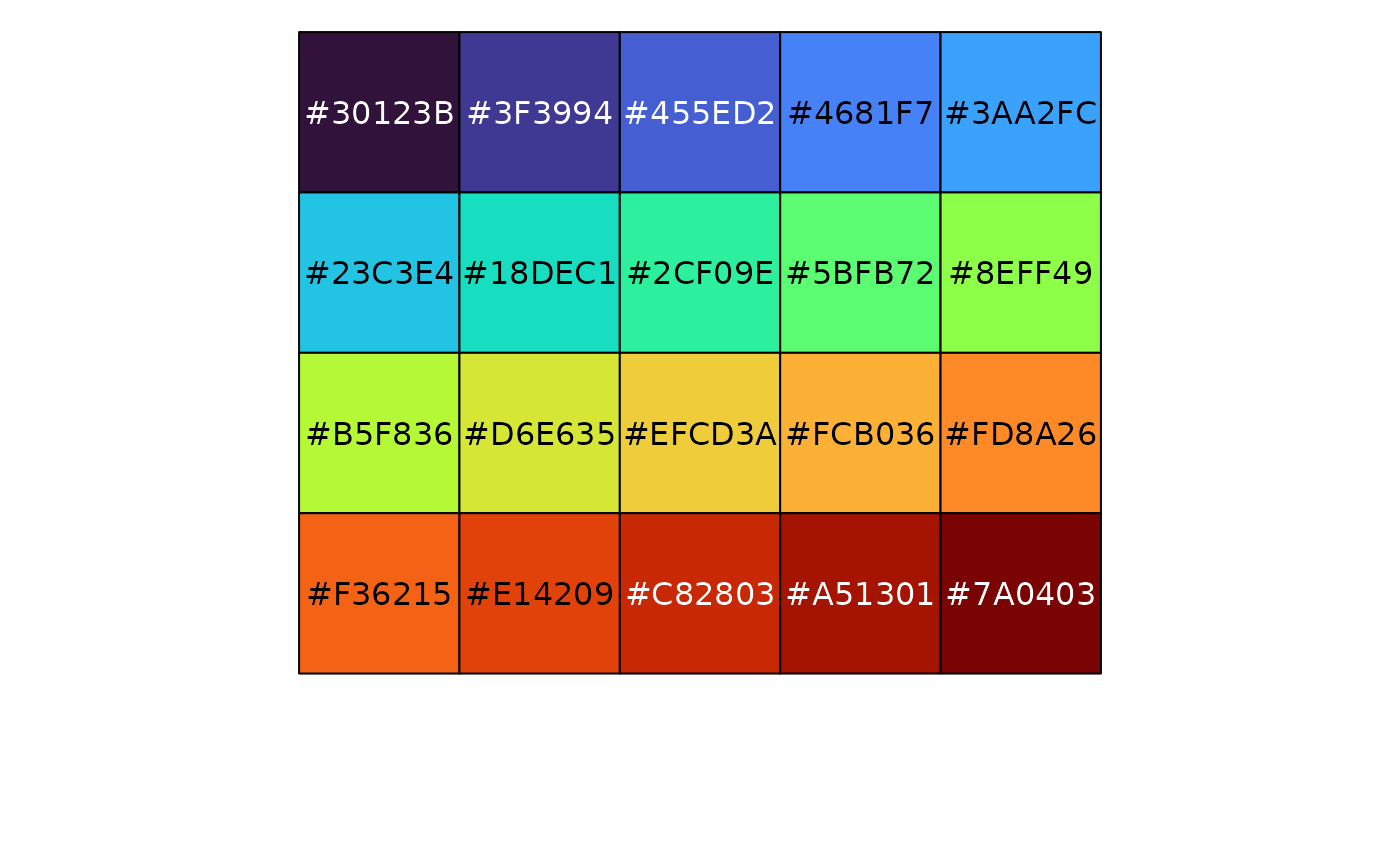 #30123B #3F3994 #455ED2 #4681F7 #3AA2FC
#23C3E4 #18DEC1 #2CF09E #5BFB72 #8EFF49
#B5F836 #D6E635 #EFCD3A #FCB036 #FD8A26
#F36215 #E14209 #C82803 #A51301 #7A0403